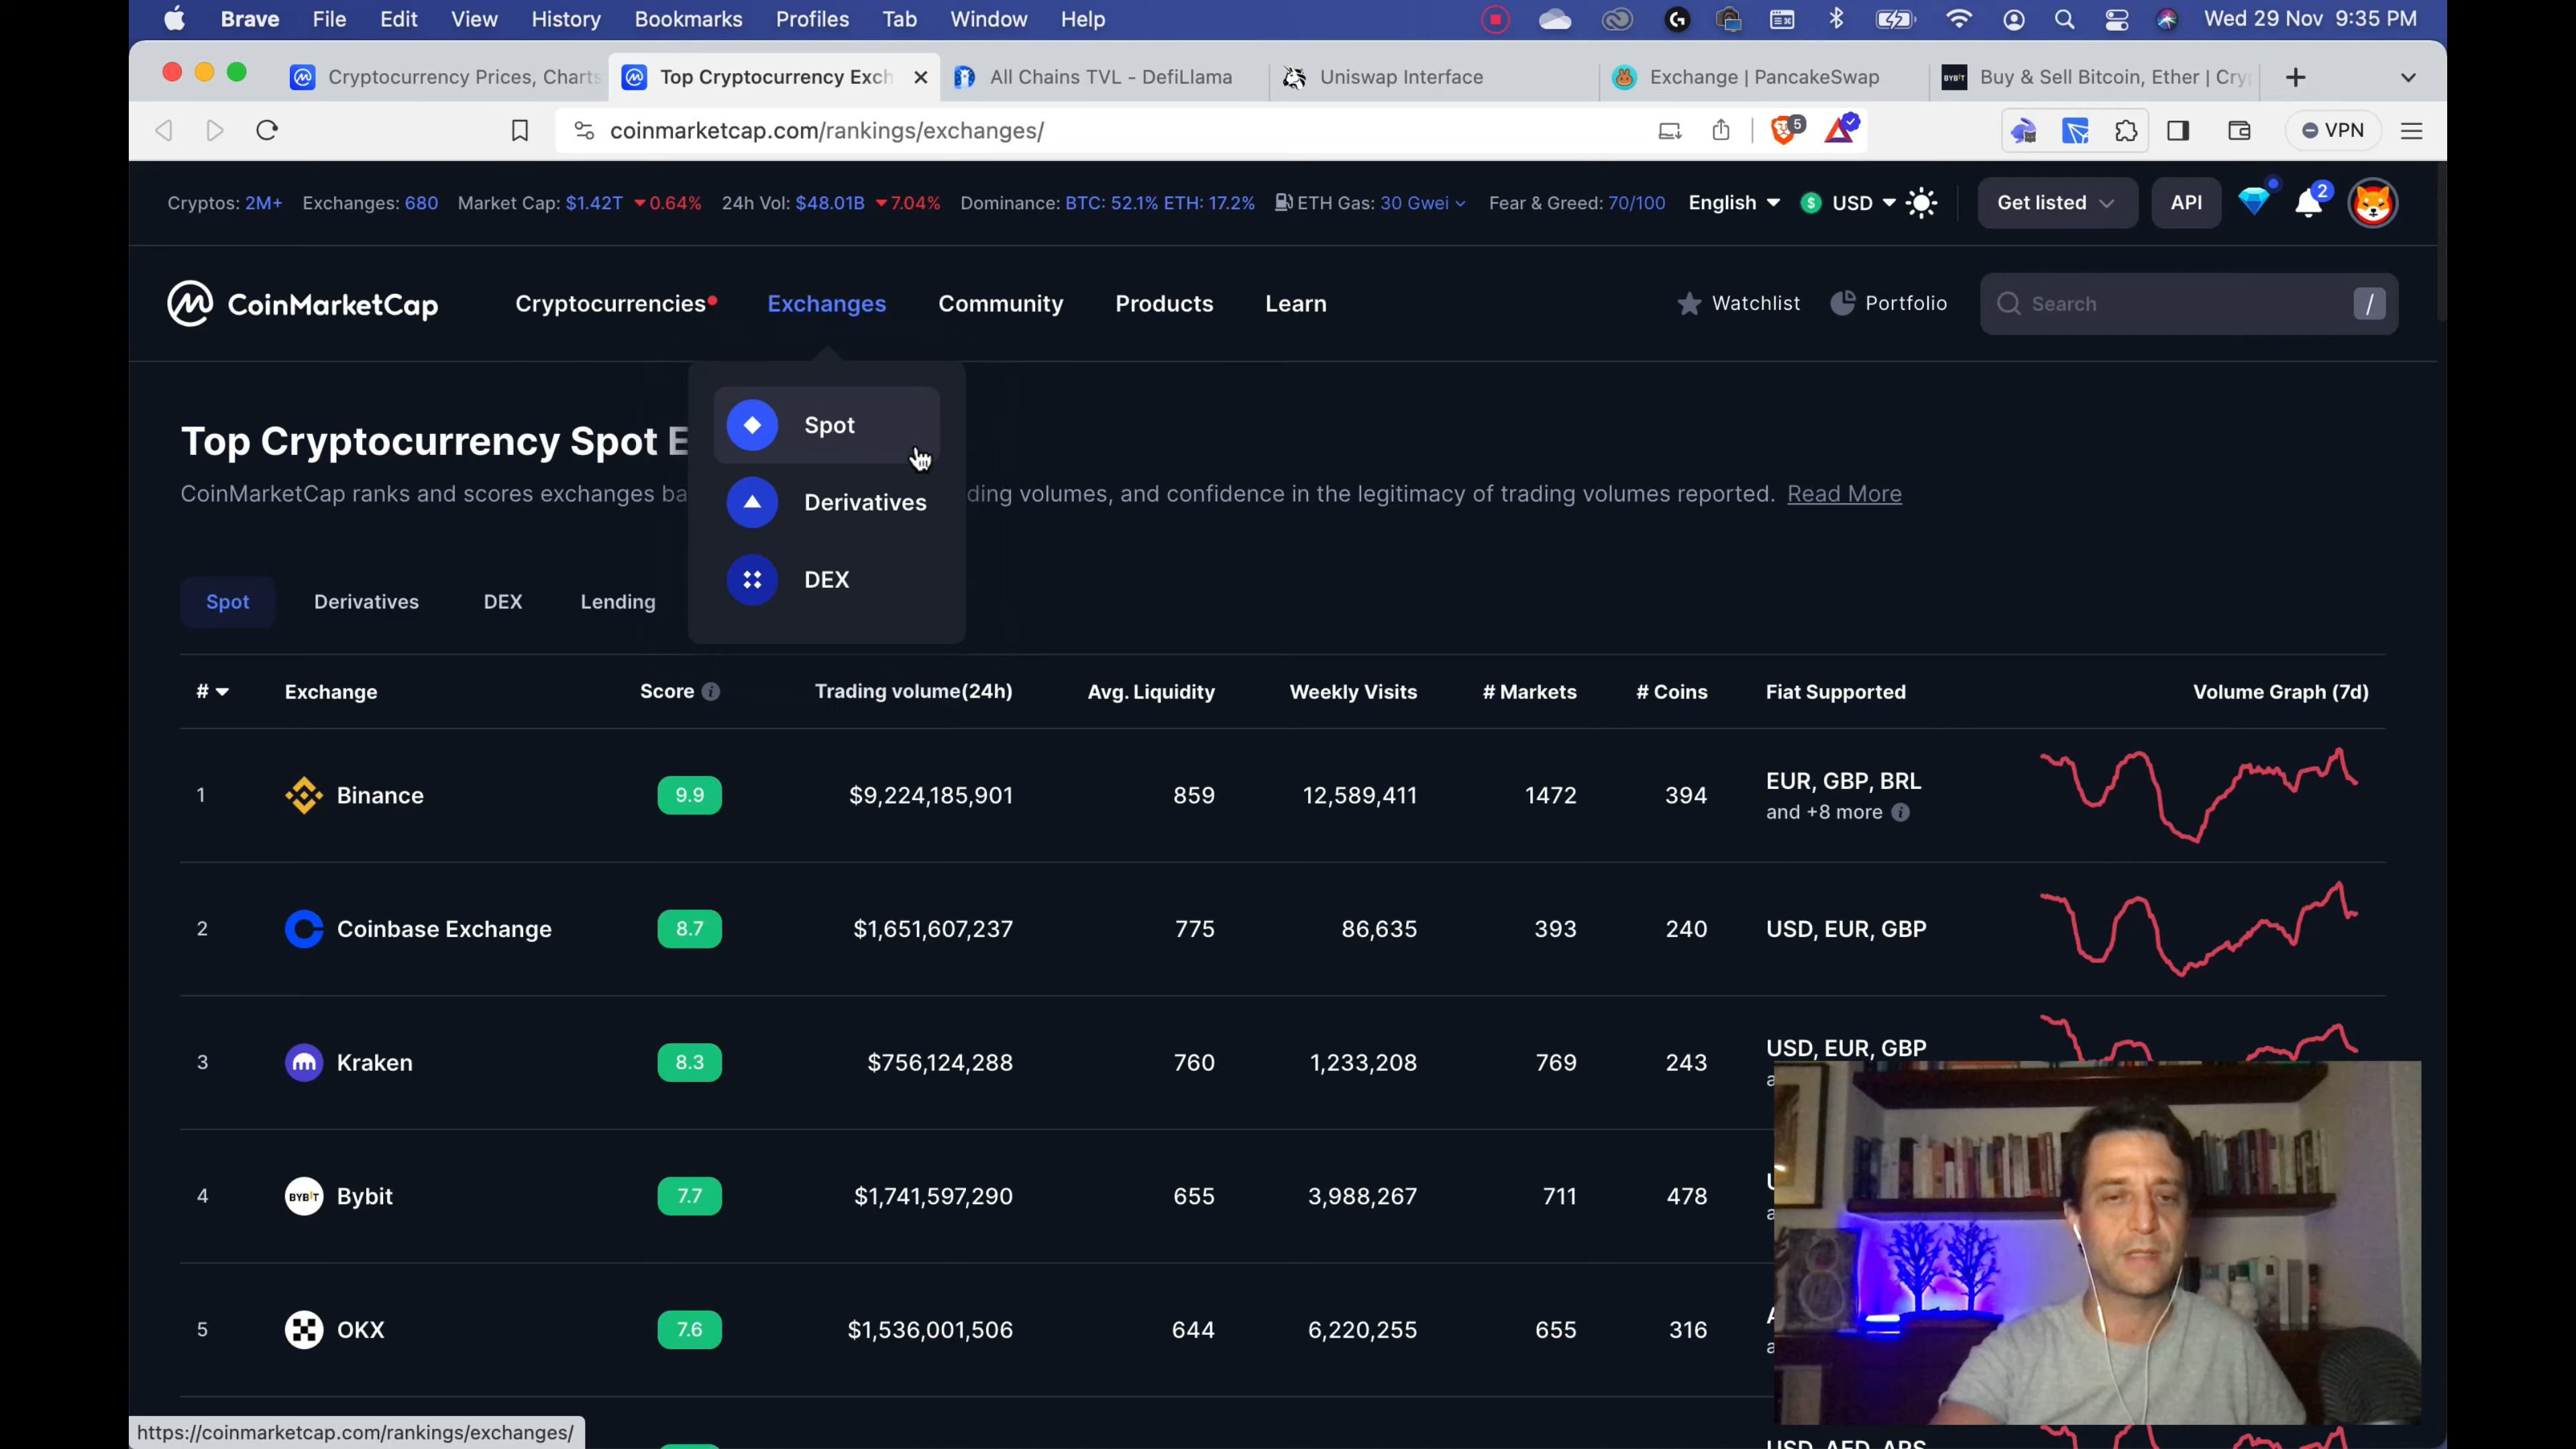 Brave File Edit View History Bookmarks Profiles Tab Window Help Wed 29 Nov 9:35 PM
Cryptocurrency Prices, Charts Top Cryptocurrency Exch All Chains TVL - DefiLlama Uniswap Interface Exchange | PancakeSwap BYBIT Buy & Sell Bitcoin, Ether | Cry
coinmarketcap.com/rankings/exchanges/ 5 VPN
Cryptos: 2M+ Exchanges: 680 Market Cap: $1.42T 0.64% 24h Vol: $48.01B 7.04% Dominance: BTC: 52.1% ETH: 17.2% ETH Gas: 30 Gwei Fear & Greed: 70/100 English $ USD Get listed API 2
CoinMarketCap Cryptocurrencies Exchanges Community Products Learn Watchlist Portfolio Search /
Spot
Derivatives
DEX
Top Cryptocurrency Spot E
CoinMarketCap ranks and scores exchanges ba ding volumes, and confidence in the legitimacy of trading volumes reported. Read More
Spot Derivatives DEX Lending
# Exchange Score Trading volume(24h) Avg. Liquidity Weekly Visits # Markets # Coins Fiat Supported Volume Graph (7d)
1 Binance 9.9 $9,224,185,901 859 12,589,411 1472 394 EUR, GBP, BRL
and +8 more
2 Coinbase Exchange 8.7 $1,651,607,237 775 86,635 393 240 USD, EUR, GBP
3 Kraken 8.3 $756,124,288 760 1,233,208 769 243 USD, EUR, GBP
4 BYBIT Bybit 7.7 $1,741,597,290 655 3,988,267 711 478
5 OKX 7.6 $1,536,001,506 644 6,220,255 655 316
USD, AED, ARS
https://coinmarketcap.com/rankings/exchanges/